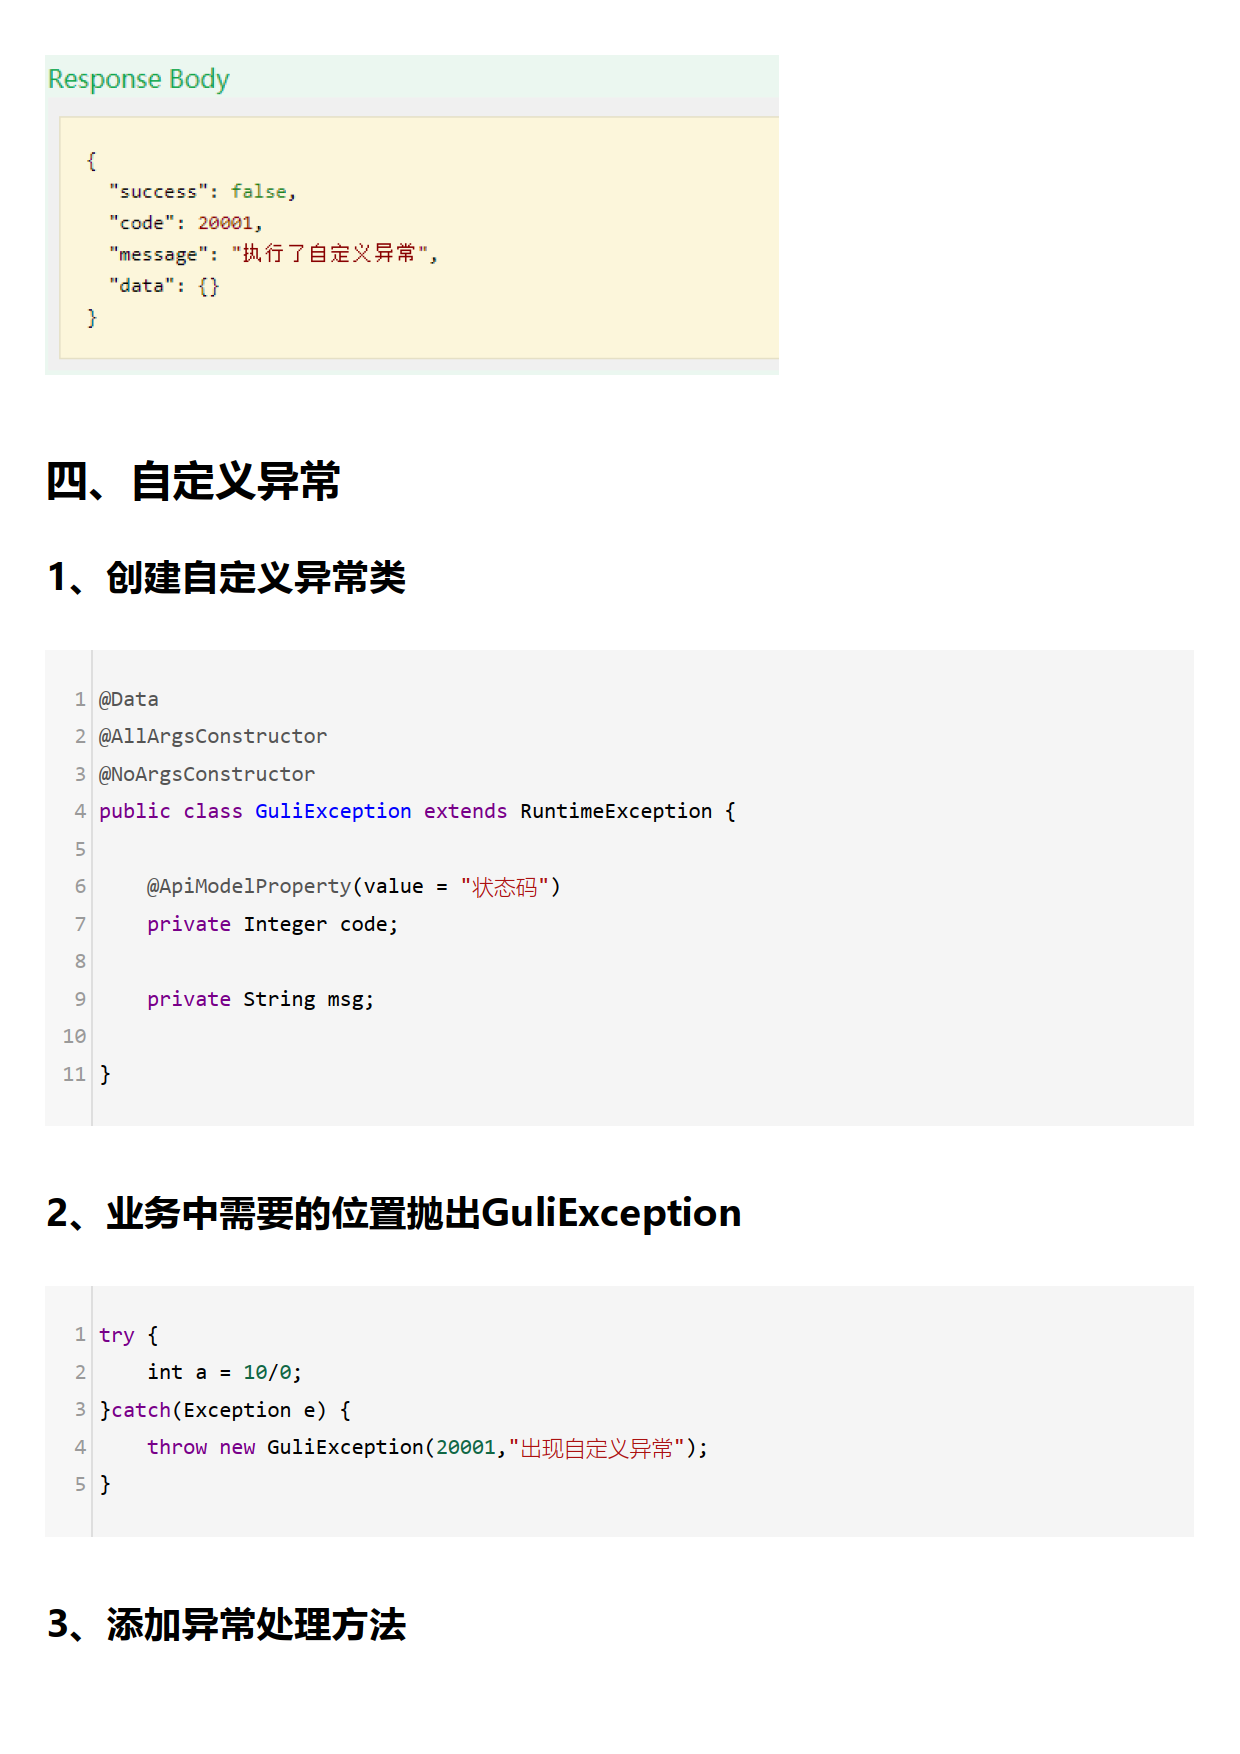 Response Body
{
"success": false,
"code": 20001,
"message": "执行了自定义异常",
"data": {}
}
四、自定义异常
1、创建自定义异常类
1 @Data
2 @AllArgsConstructor
3 @NoArgsConstructor
4 public class GuliException extends RuntimeException {
5
6     @ApiModelProperty(value = "状态码")
7     private Integer code;
8
9     private String msg;
10
11 }
2、业务中需要的位置抛出GuliException
1 try {
2     int a = 10/0;
3 }catch(Exception e) {
4     throw new GuliException(20001,"出现自定义异常");
5 }
3、添加异常处理方法